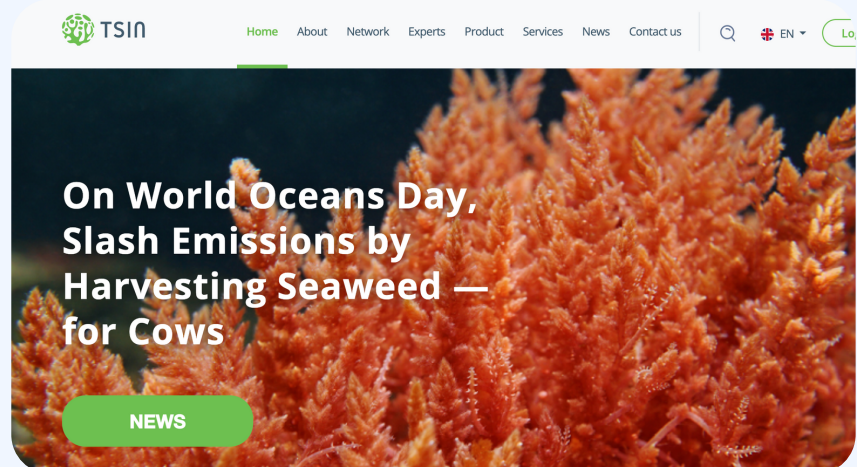 TSIN
Home About Network Experts Product Services News Contact us EN
On World Oceans Day,
Slash Emissions by
Harvesting Seaweed —
for Cows
NEWS